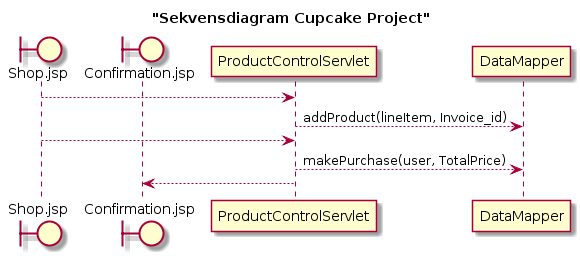 "Sekvensdiagram Cupcake Project"
Shop.jsp
Confirmation.jsp
ProductControlServlet
DataMapper
addProduct(lineItem, Invoice_id)
makePurchase(user, TotalPrice)
Shop.jsp
Confirmation.jsp
ProductControlServlet
DataMapper